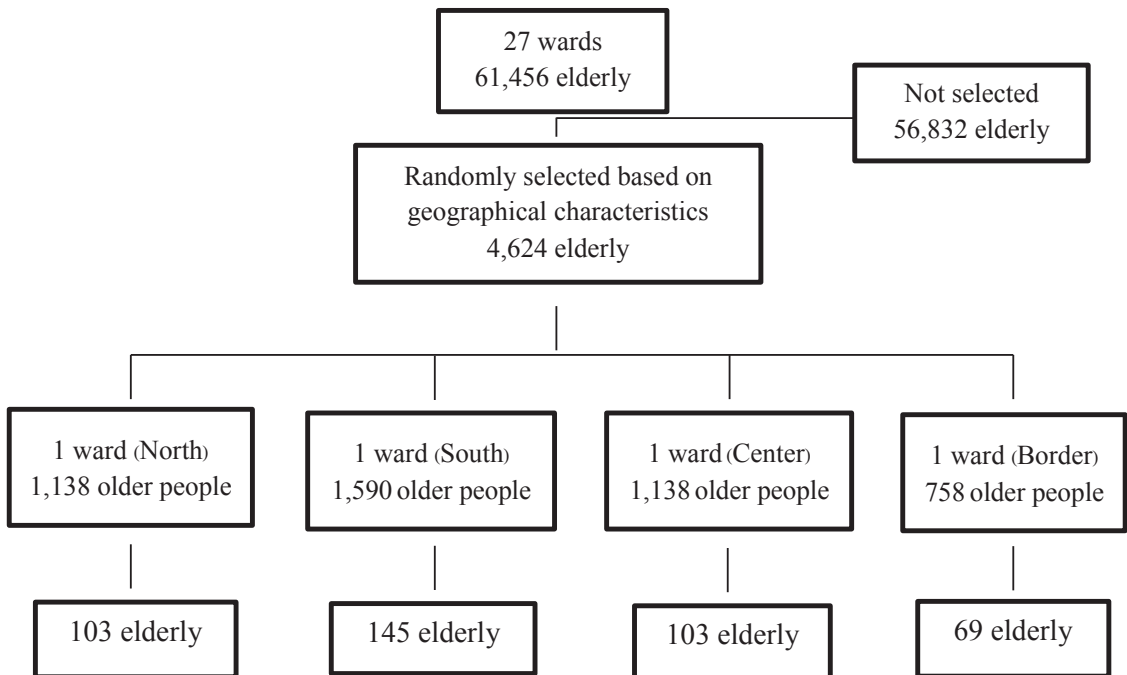 27 wards
61,456 elderly
Not selected
56,832 elderly
Randomly selected based on
geographical characteristics
4,624 elderly
1 ward (North)
1,138 older people
1 ward (South)
1,590 older people
1 ward (Center)
1,138 older people
1 ward (Border)
758 older people
103 elderly
145 elderly
103 elderly
69 elderly